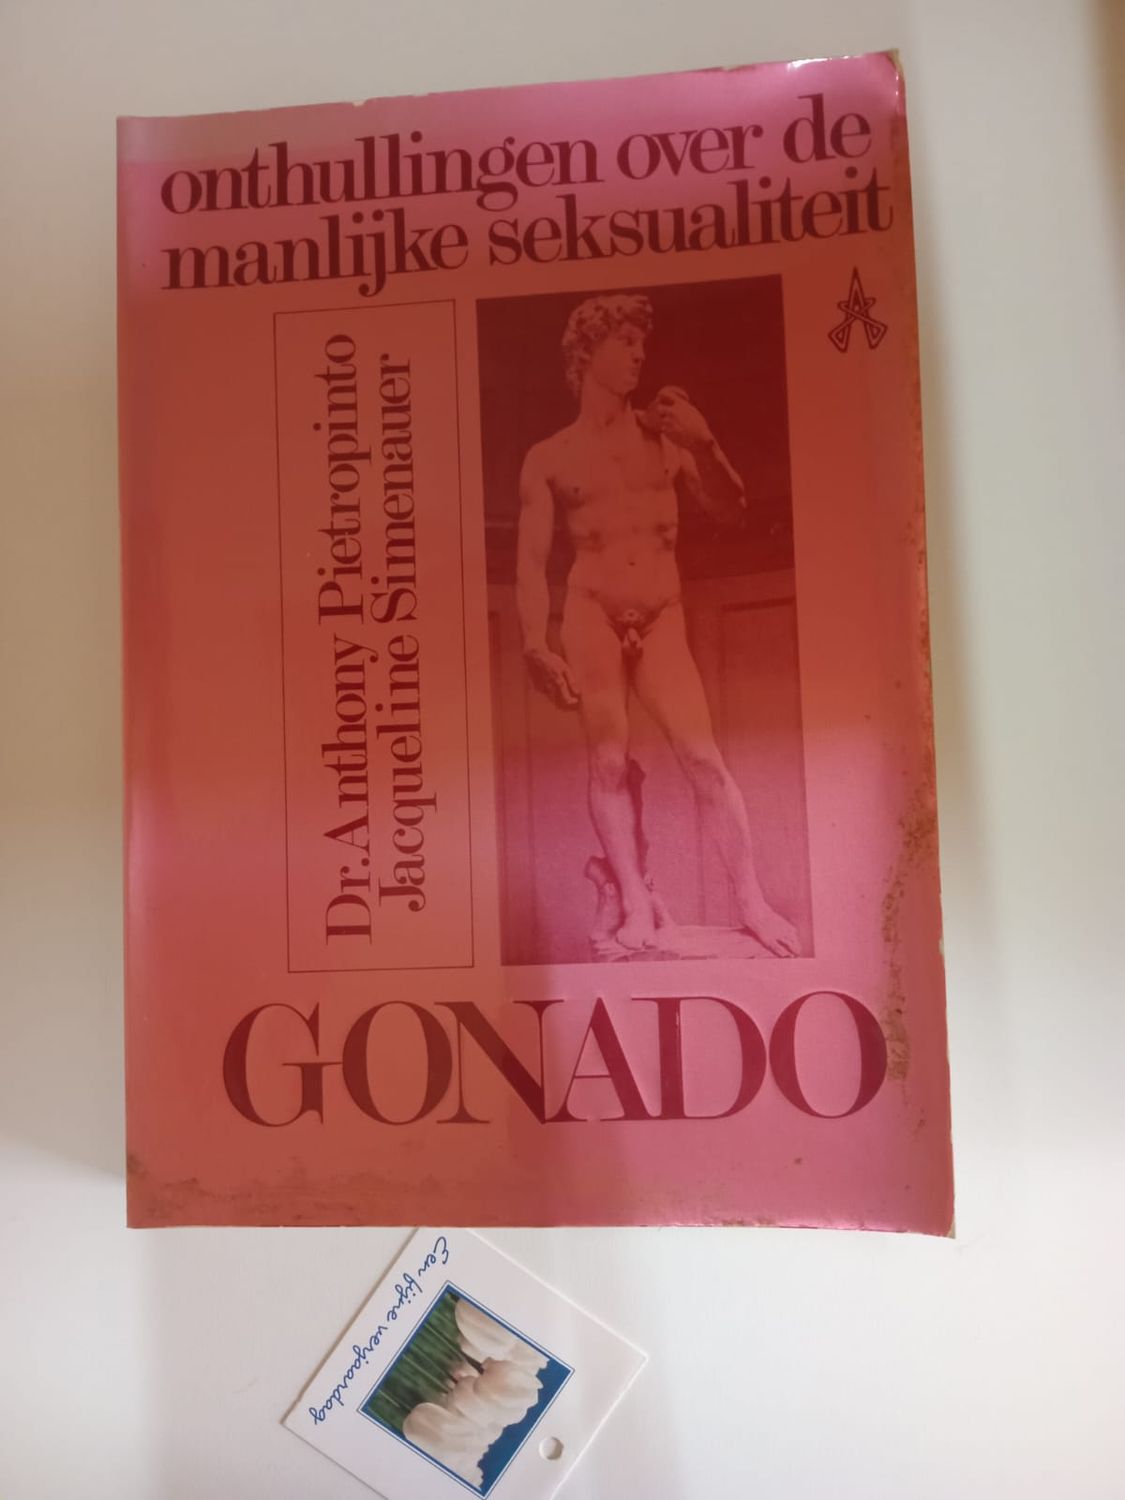 onthullingen over de
manlijke seksualiteit
Dr. Anthony Pietropinto
Jacqueline Simenauer
GONADO
Een fijne verjaardag